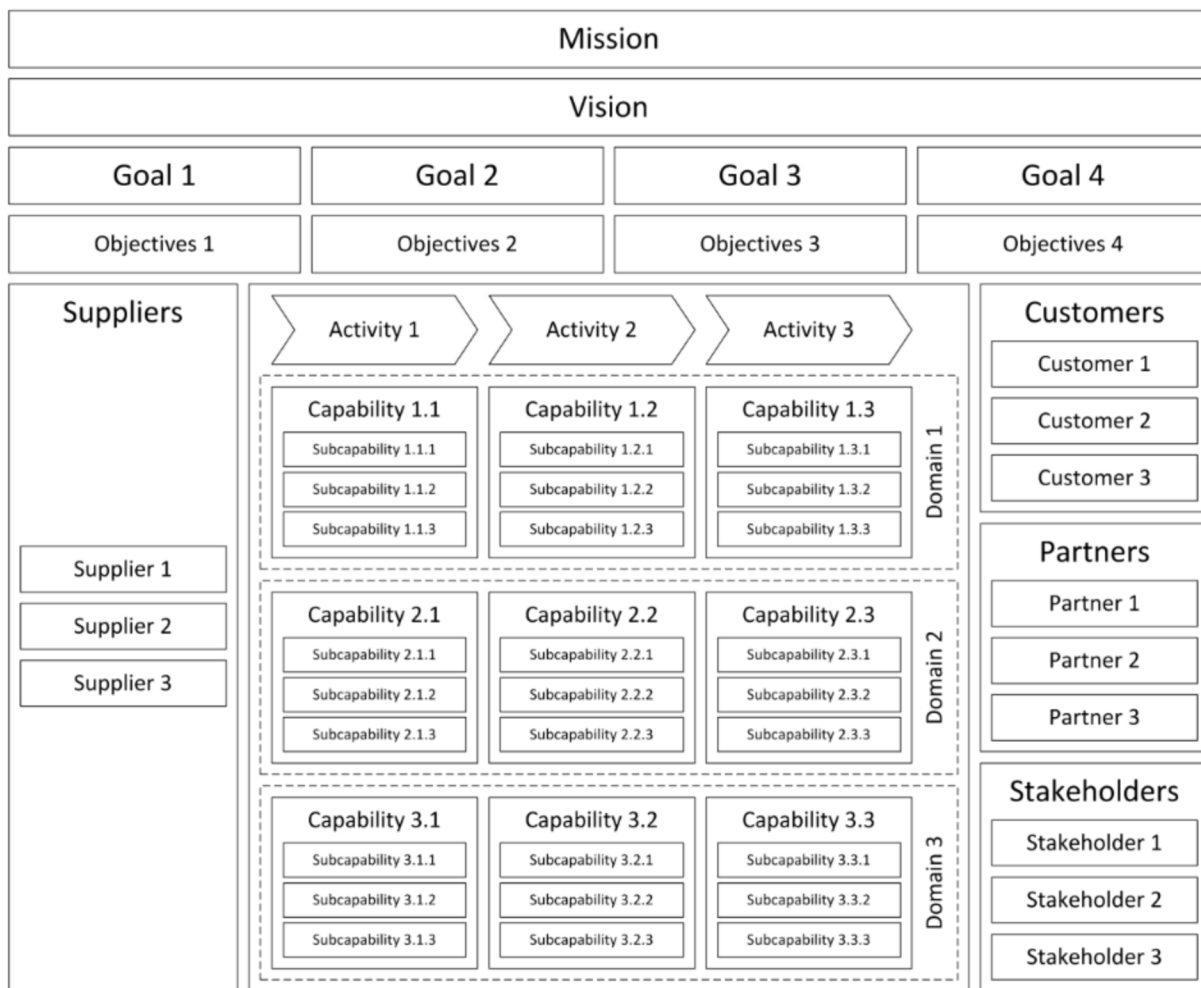 Mission
Vision
Goal 1
Goal 2
Goal 3
Goal 4
Objectives 1
Objectives 2
Objectives 3
Objectives 4
Suppliers
Supplier 1
Supplier 2
Supplier 3
Activity 1
Activity 2
Activity 3
Capability 1.1
Subcapability 1.1.1
Subcapability 1.1.2
Subcapability 1.1.3
Capability 1.2
Subcapability 1.2.1
Subcapability 1.2.2
Subcapability 1.2.3
Capability 1.3
Subcapability 1.3.1
Subcapability 1.3.2
Subcapability 1.3.3
Domain 1
Capability 2.1
Subcapability 2.1.1
Subcapability 2.1.2
Subcapability 2.1.3
Capability 2.2
Subcapability 2.2.1
Subcapability 2.2.2
Subcapability 2.2.3
Capability 2.3
Subcapability 2.3.1
Subcapability 2.3.2
Subcapability 2.3.3
Domain 2
Capability 3.1
Subcapability 3.1.1
Subcapability 3.1.2
Subcapability 3.1.3
Capability 3.2
Subcapability 3.2.1
Subcapability 3.2.2
Subcapability 3.2.3
Capability 3.3
Subcapability 3.3.1
Subcapability 3.3.2
Subcapability 3.3.3
Domain 3
Customers
Customer 1
Customer 2
Customer 3
Partners
Partner 1
Partner 2
Partner 3
Stakeholders
Stakeholder 1
Stakeholder 2
Stakeholder 3